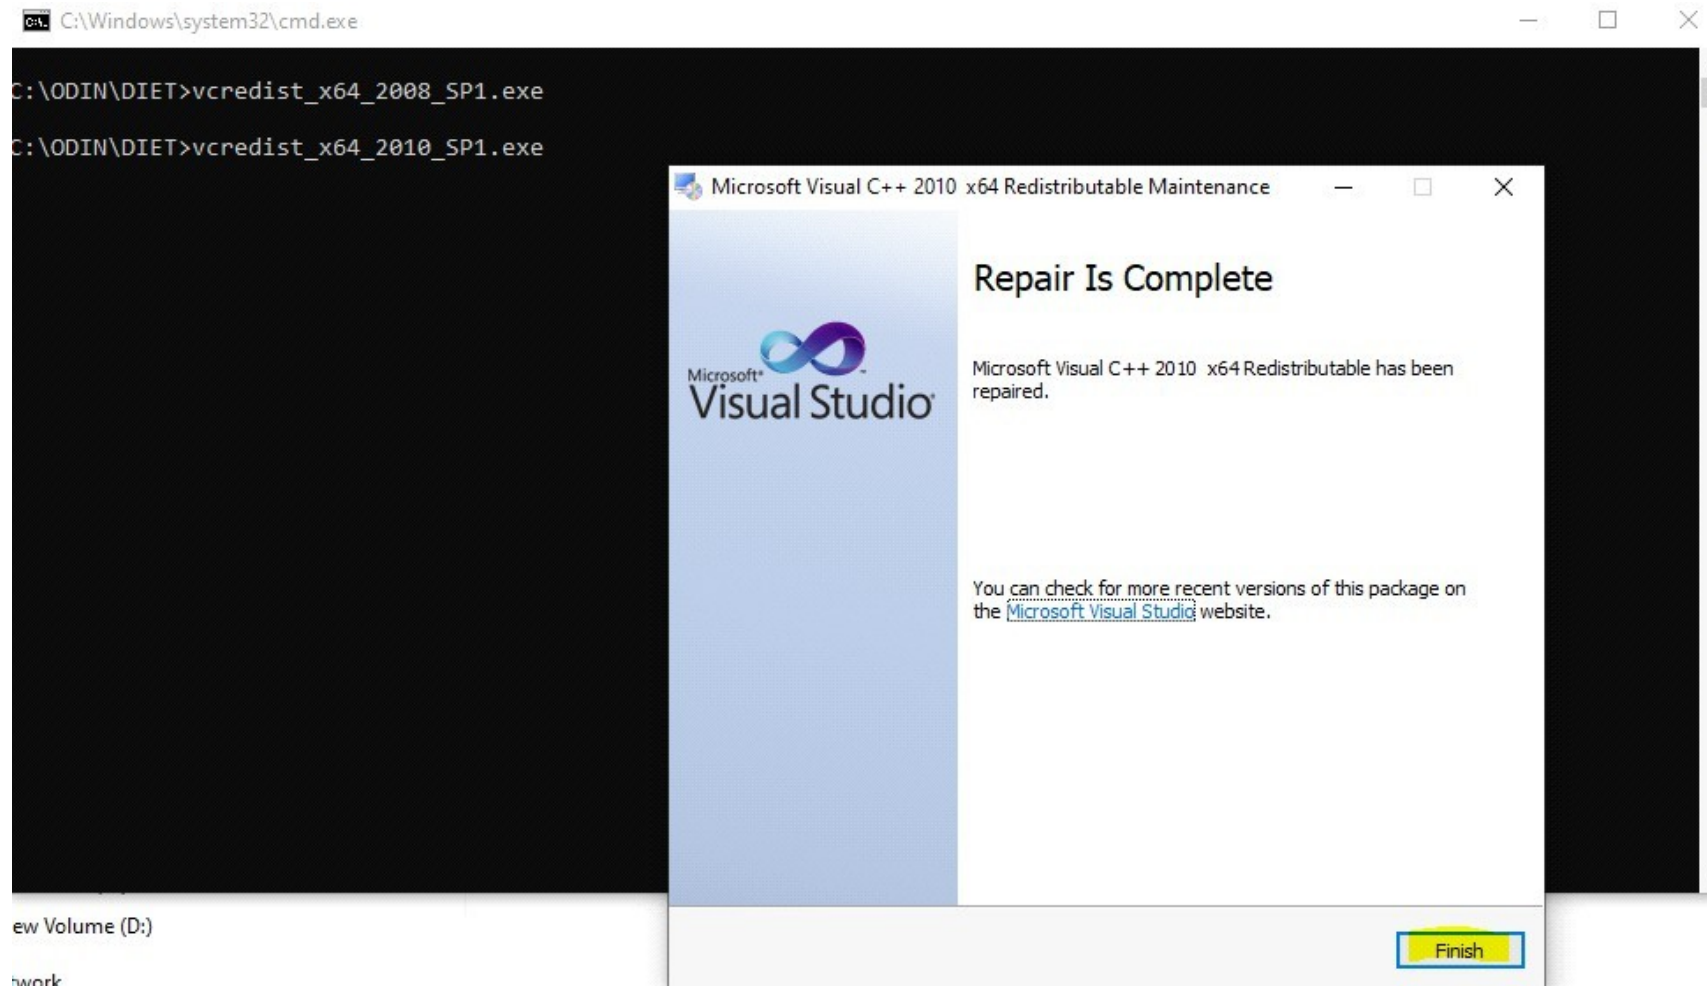 C:\Windows\system32\cmd.exe
C:\ODIN\DIET>vcredist_x64_2008_SP1.exe
C:\ODIN\DIET>vcredist_x64_2010_SP1.exe
Microsoft Visual C++ 2010  x64 Redistributable Maintenance
Repair Is Complete
Microsoft Visual C++ 2010  x64 Redistributable has been
repaired.
Microsoft®
Visual Studio®
You can check for more recent versions of this package on
the Microsoft Visual Studio website.
ew Volume (D:)
twork
Finish